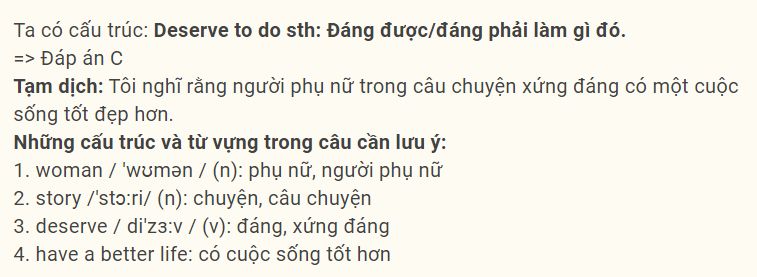 Ta có cấu trúc: Deserve to do sth: Đáng được/đáng phải làm gì đó.
=> Đáp án C
Tạm dịch: Tôi nghĩ rằng người phụ nữ trong câu chuyện xứng đáng có một cuộc
sống tốt đẹp hơn.
Những cấu trúc và từ vựng trong câu cần lưu ý:
1. woman / 'wʊmən / (n): phụ nữ, người phụ nữ
2. story /'stɔ:ri/ (n): chuyện, câu chuyện
3. deserve / di'zɜ:v / (v): đáng, xứng đáng
4. have a better life: có cuộc sống tốt hơn